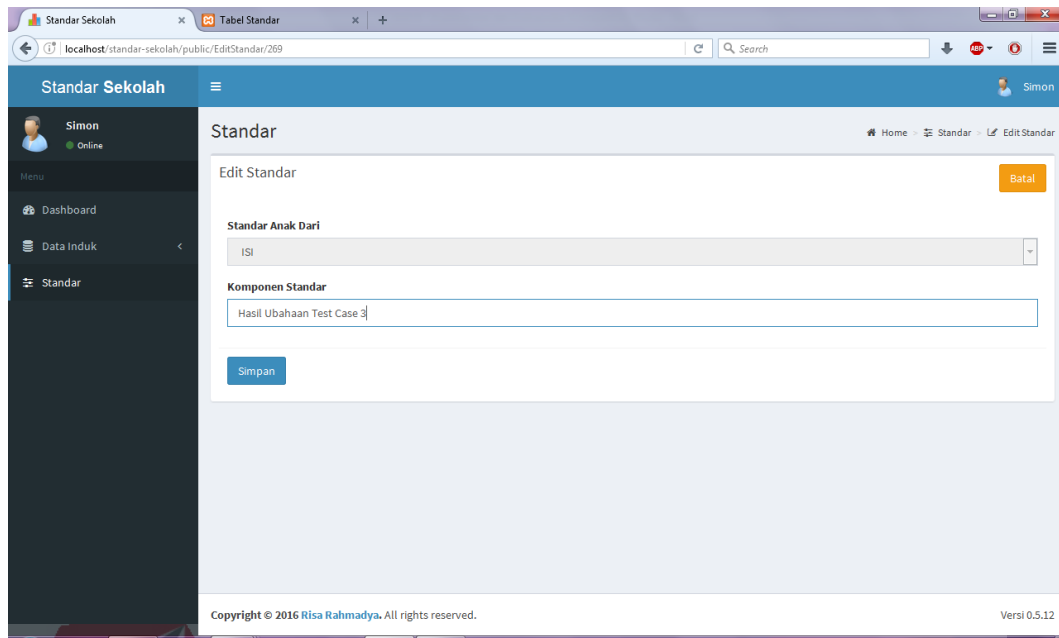 Standar Sekolah
Tabel Standar
localhost/standar-sekolah/public/EditStandar/269
Search
ABP
Standar Sekolah
Simon
Simon
Online
Standar
Home > Standar > Edit Standar
Menu
Dashboard
Data Induk
Standar
Edit Standar
Batal
Standar Anak Dari
ISI
Komponen Standar
Hasil Ubahaan Test Case 3
Simpan
Copyright © 2016 Risa Rahmadya. All rights reserved.
Versi 0.5.12